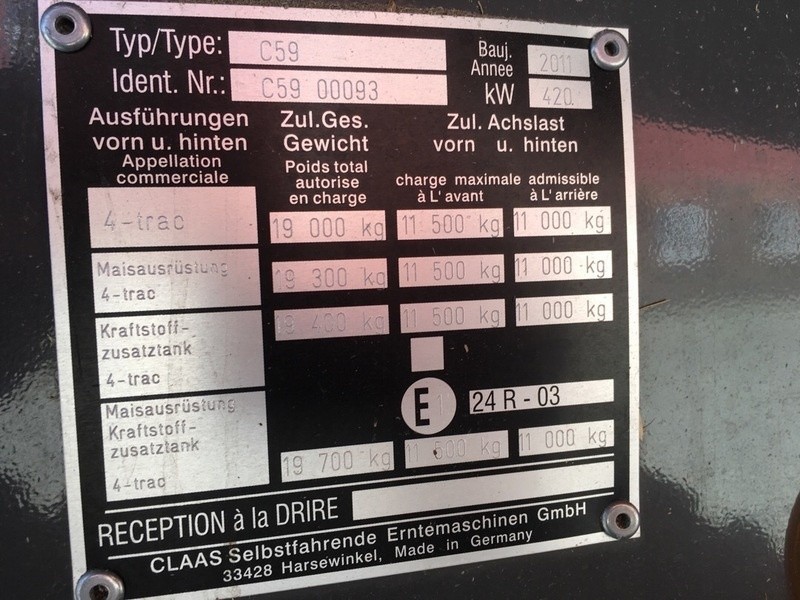 Typ/Type: C59
Bauj. Annee 2011
Ident. Nr.: C59 00093
kW 420
Ausführungen vorn u. hinten
Appellation commerciale
Zul.Ges. Gewicht
Poids total autorise en charge
Zul. Achslast vorn u. hinten
charge maximale admissible
à L' avant à L' arrière
4-trac 19 000 kg 11 500 kg 11 000 kg
Maisausrüstung 19 300 kg 11 500 kg 11 000 kg
4-trac
Kraftstoff- 19 400 kg 11 500 kg 11 000 kg
zusatztank
4-trac
E 1 24 R - 03
Maisausrüstung
Kraftstoff-
zusatztank 19 700 kg 11 500 kg 11 000 kg
4-trac
RECEPTION à la DRIRE
CLAAS Selbstfahrende Erntemaschinen GmbH
33428 Harsewinkel, Made in Germany